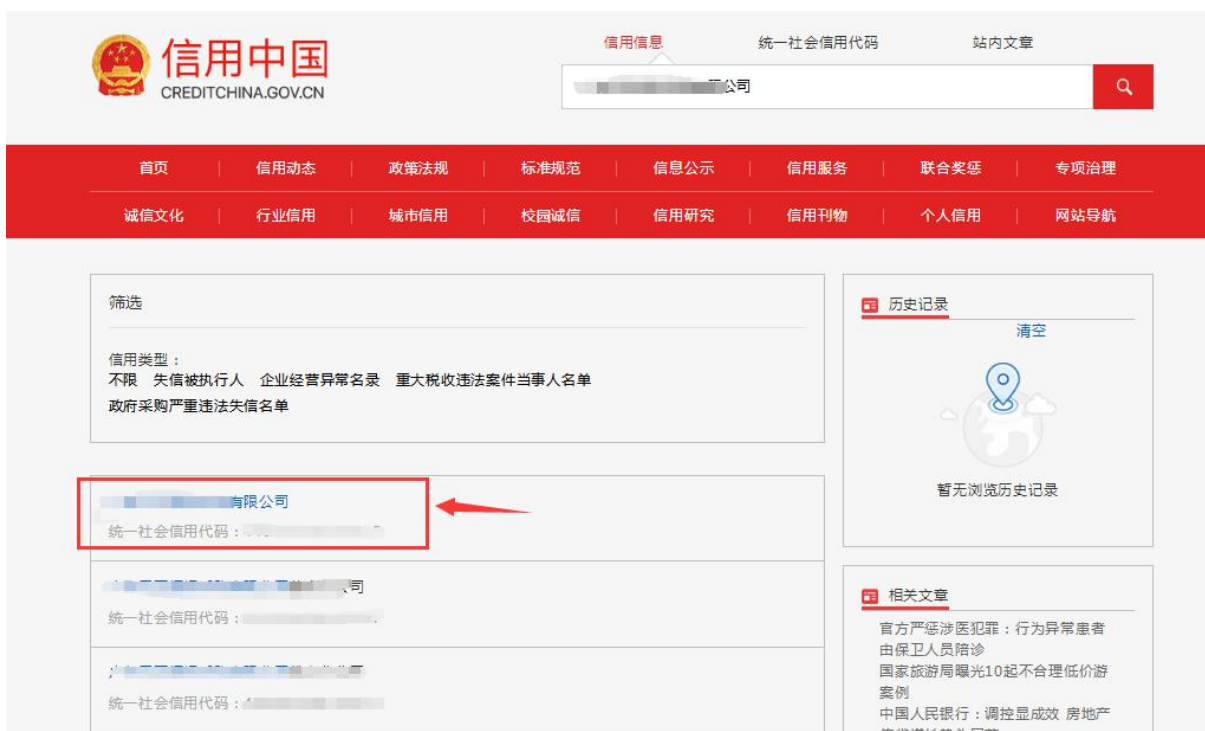 信用信息 统一社会信用代码 站内文章
信用中国
CREDITCHINA.GOV.CN
公司
首页 信用动态 政策法规 标准规范 信息公示 信用服务 联合奖惩 专项治理
诚信文化 行业信用 城市信用 校园诚信 信用研究 信用刊物 个人信用 网站导航
筛选
信用类型：
不限 失信被执行人 企业经营异常名录 重大税收违法案件当事人名单
政府采购严重违法失信名单
有限公司
统一社会信用代码：
司
统一社会信用代码：
统一社会信用代码：
历史记录
清空
暂无浏览历史记录
相关文章
官方严惩涉医犯罪：行为异常患者
由保卫人员陪诊
国家旅游局曝光10起不合理低价游
案例
中国人民银行：调控显成效 房地产